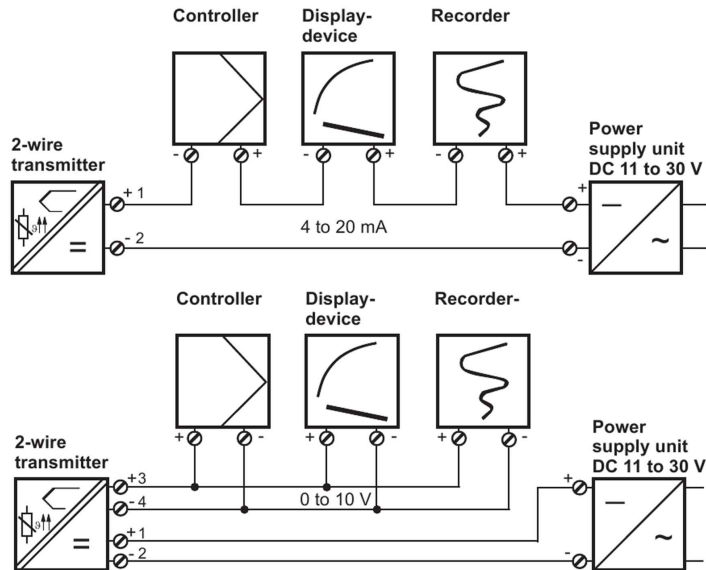 Controller Display-device Recorder
2-wire
transmitter
Power
supply unit
DC 11 to 30 V
- + - + - +
+ 1
+
4 to 20 mA
- 2
-
=
∼
Controller Display-device Recorder-
2-wire
transmitter
Power
supply unit
DC 11 to 30 V
+ - + - + -
+3
+
- 4
0 to 10 V
+1
- 2
-
=
∼